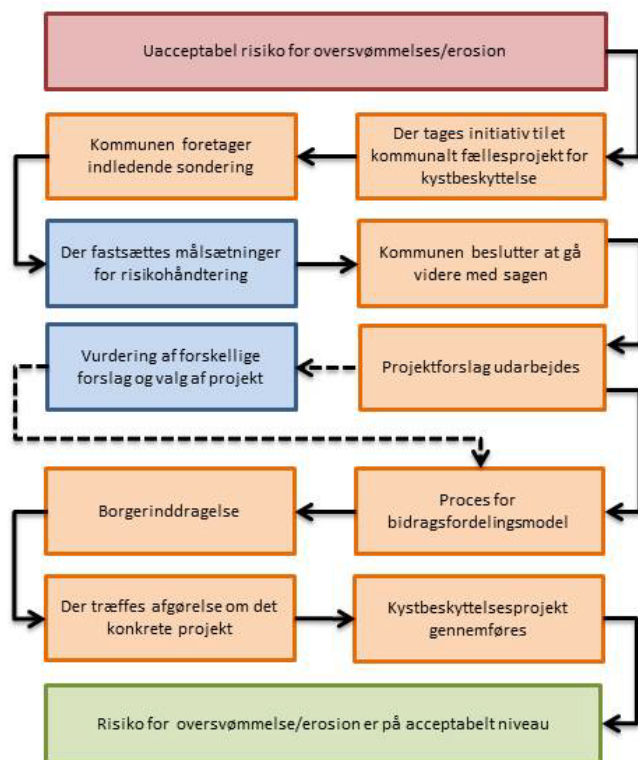 Uacceptabel risiko for oversvømmelses/erosion
Der tages initiativ til et
kommunalt fællesprojekt for
kystbeskyttelse
Kommunen foretager
indledende sondering
Der fastsættes målsætninger
for risikohåndtering
Kommunen beslutter at gå
videre med sagen
Projektforslag udarbejdes
Vurdering af forskellige
forslag og valg af projekt
Proces for
bidragsfordelingsmodel
Borgerinddragelse
Der træffes afgørelse om det
konkrete projekt
Kystbeskyttelsesprojekt
gennemføres
Risiko for oversvømmelse/erosion er på acceptabelt niveau